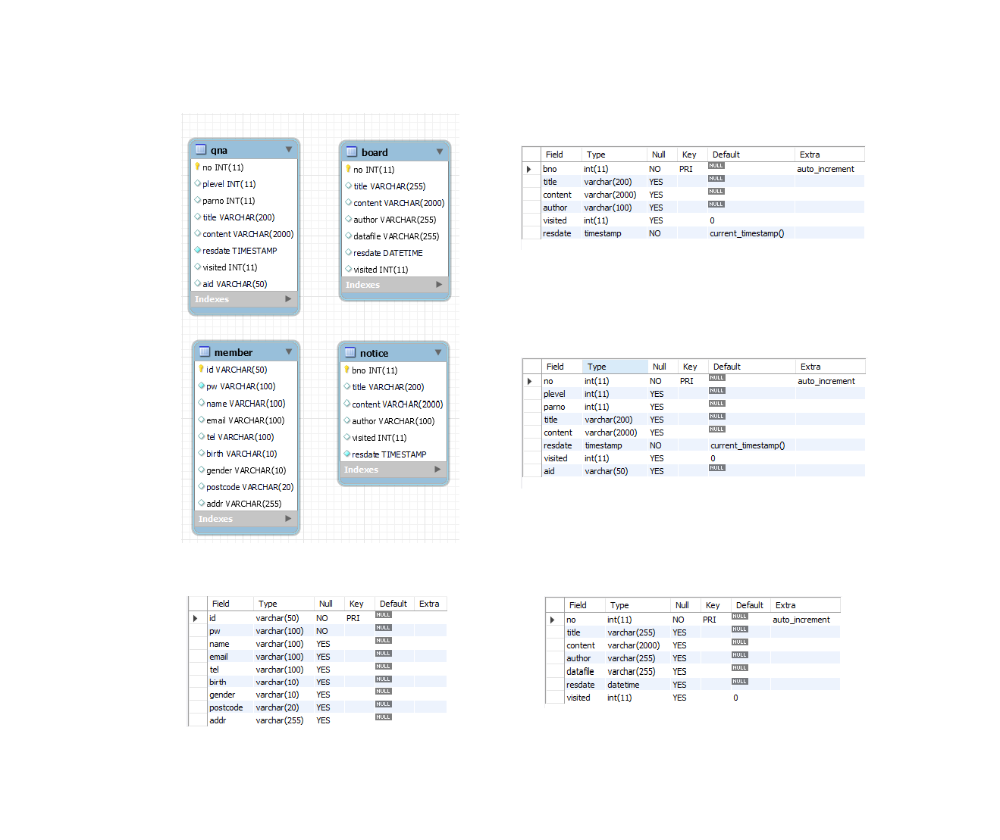 qna
no INT(11)
plevel INT(11)
parno INT(11)
title VARCHAR(200)
content VARCHAR(2000)
resdate TIMESTAMP
visited INT(11)
aid VARCHAR(50)
Indexes
board
no INT(11)
title VARCHAR(255)
content VARCHAR(2000)
author VARCHAR(255)
datafile VARCHAR(255)
resdate DATETIME
visited INT(11)
Indexes
member
id VARCHAR(50)
pw VARCHAR(100)
name VARCHAR(100)
email VARCHAR(100)
tel VARCHAR(100)
birth VARCHAR(10)
gender VARCHAR(10)
postcode VARCHAR(20)
addr VARCHAR(255)
Indexes
notice
bno INT(11)
title VARCHAR(200)
content VARCHAR(2000)
author VARCHAR(100)
visited INT(11)
resdate TIMESTAMP
Indexes
Field Type Null Key Default Extra
bno int(11) NO PRI NULL auto_increment
title varchar(200) YES NULL
content varchar(2000) YES NULL
author varchar(100) YES NULL
visited int(11) YES 0
resdate timestamp NO current_timestamp()
Field Type Null Key Default Extra
no int(11) NO PRI NULL auto_increment
plevel int(11) YES NULL
parno int(11) YES NULL
title varchar(200) YES NULL
content varchar(2000) YES NULL
resdate timestamp NO current_timestamp()
visited int(11) YES 0
aid varchar(50) YES NULL
Field Type Null Key Default Extra
id varchar(50) NO PRI NULL
pw varchar(100) NO NULL
name varchar(100) YES NULL
email varchar(100) YES NULL
tel varchar(100) YES NULL
birth varchar(10) YES NULL
gender varchar(10) YES NULL
postcode varchar(20) YES NULL
addr varchar(255) YES NULL
Field Type Null Key Default Extra
no int(11) NO PRI NULL auto_increment
title varchar(255) YES NULL
content varchar(2000) YES NULL
author varchar(255) YES NULL
datafile varchar(255) YES NULL
resdate datetime YES NULL
visited int(11) YES 0